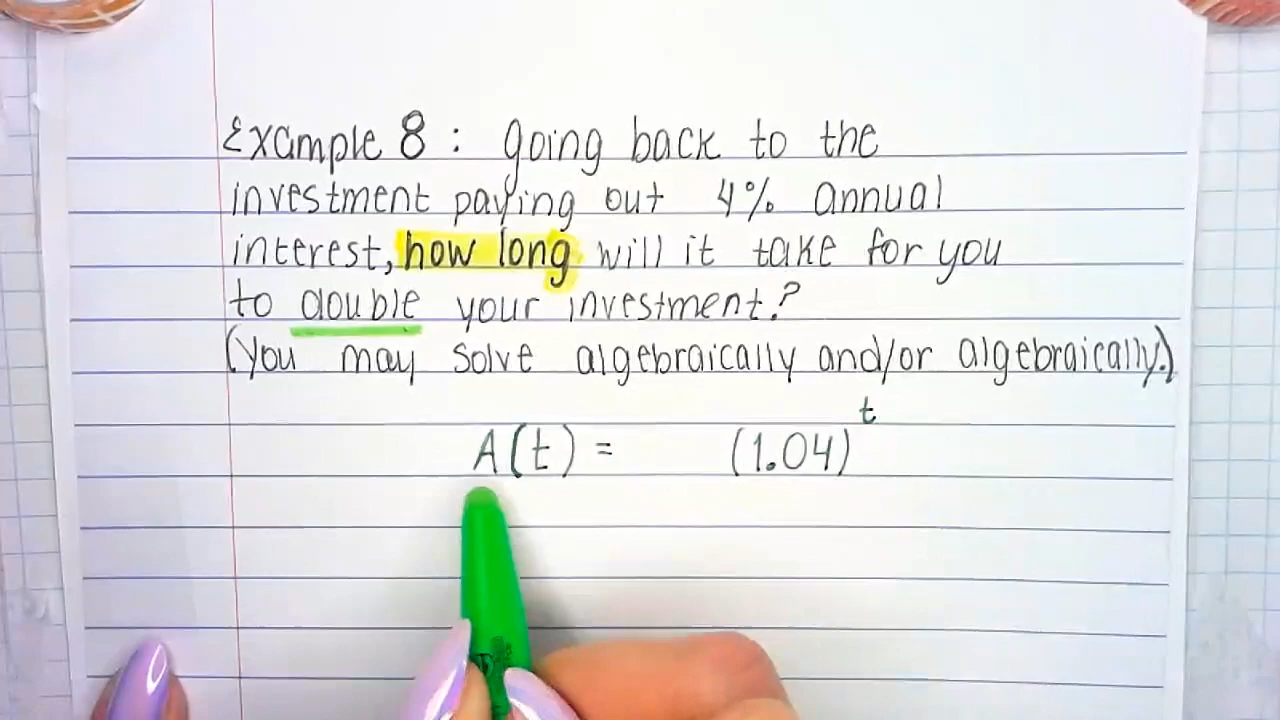 Example 8 : going back to the
investment paying out 4% annual
interest, how long will it take for you
to double your investment?
(you may solve algebraically and/or algebraically.)
A(t) = (1.04)^t